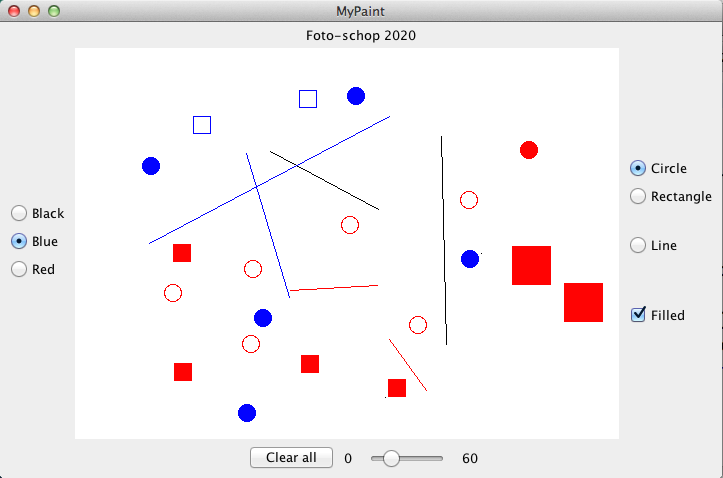 MyPaint
Foto-schop 2020
Black
Blue
Red
Circle
Rectangle
Line
Filled
Clear all 0 60